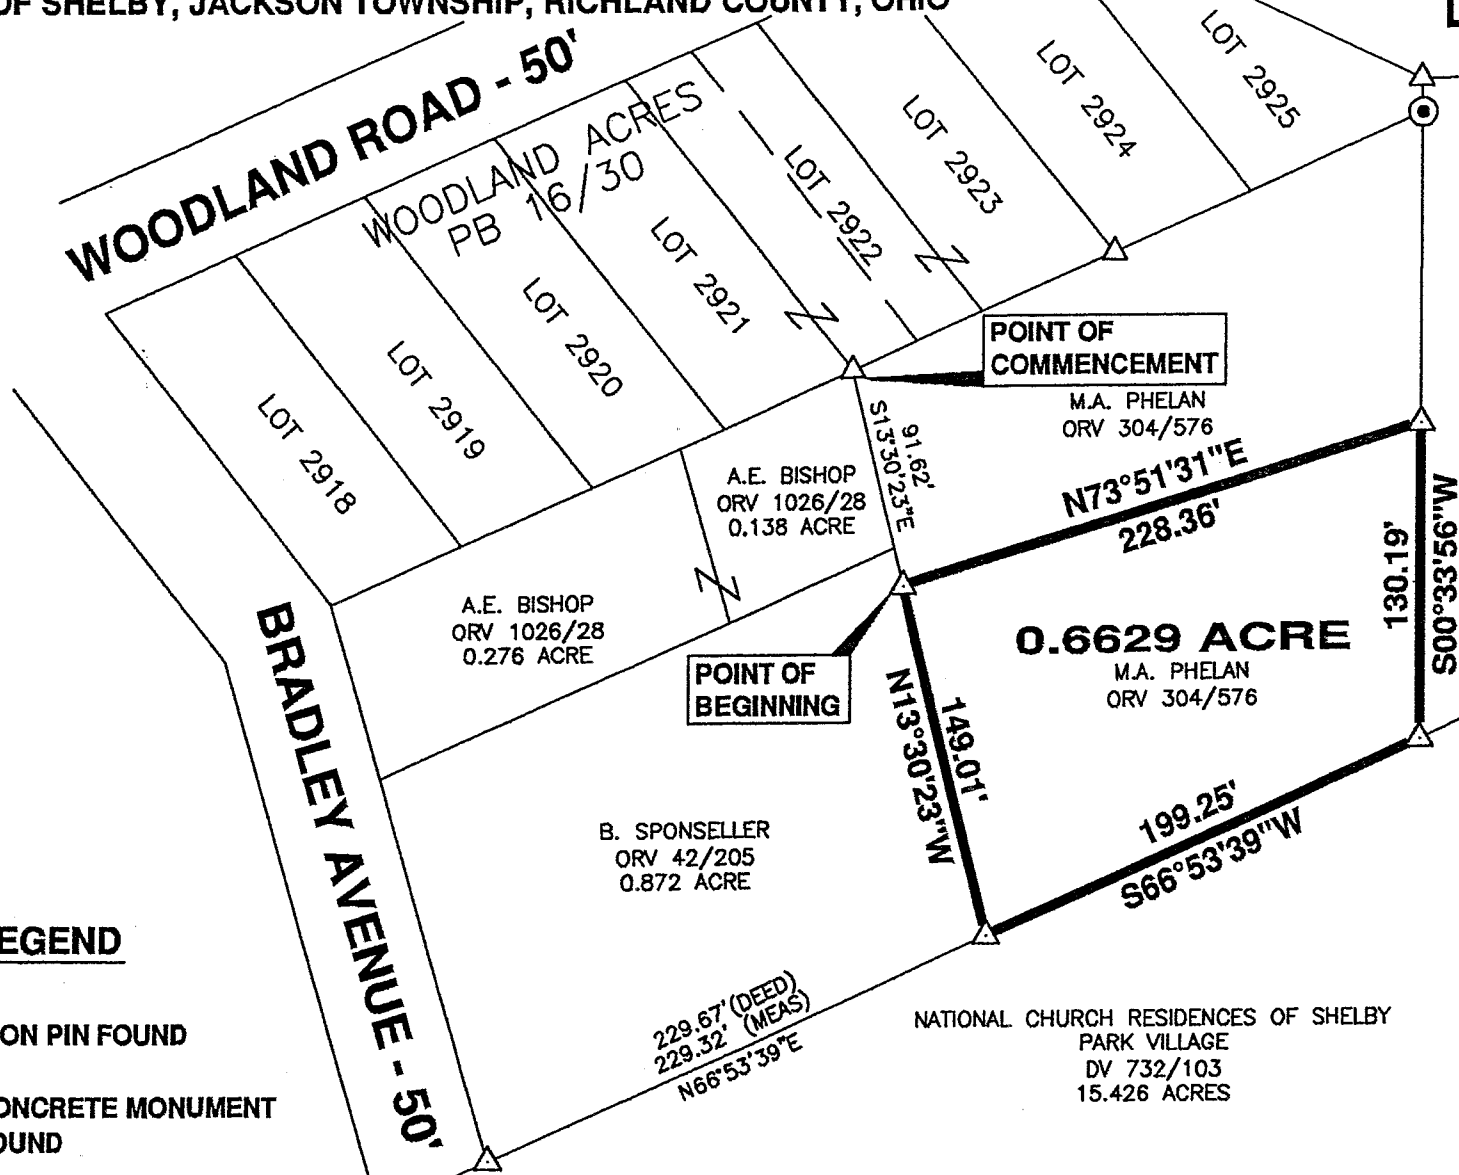 OF SHELBY, JACKSON TOWNSHIP, RICHLAND COUNTY, OHIO
WOODLAND ROAD - 50'
WOODLAND ACRES
PB 16/30
LOT 2918
LOT 2919
LOT 2920
LOT 2921
LOT 2922
LOT 2923
LOT 2924
LOT 2925
POINT OF
COMMENCEMENT
M.A. PHELAN
ORV 304/576
91.62'
S13°30'23"E
A.E. BISHOP
ORV 1026/28
0.138 ACRE
N73°51'31"E
228.36'
130.19'
S00°33'56"W
A.E. BISHOP
ORV 1026/28
0.276 ACRE
POINT OF
BEGINNING
0.6629 ACRE
M.A. PHELAN
ORV 304/576
149.01'
N13°30'23"W
199.25'
S66°53'39"W
BRADLEY AVENUE - 50'
B. SPONSELLER
ORV 42/205
0.872 ACRE
229.67' (DEED)
229.32' (MEAS)
N66°53'39"E
NATIONAL CHURCH RESIDENCES OF SHELBY
PARK VILLAGE
DV 732/103
15.426 ACRES
EGEND
ON PIN FOUND
ONCRETE MONUMENT
OUND